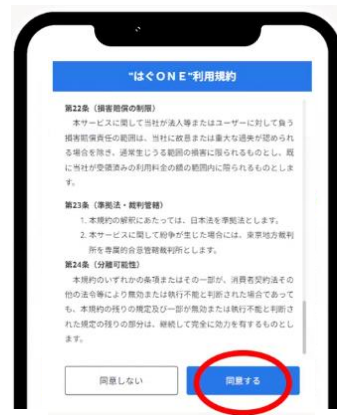 "はぐＯＮＥ"利用規約
第22条（損害賠償の制限）
本サービスに関して当社が法人等またはユーザーに対して負う
損害賠償責任の範囲は、当社に故意または重大な過失が認められ
る場合を除き、通常生じうる範囲の損害に限られるものとし、既
に当社が受領済みの利用料金の額の範囲内に限られるものとしま
す。
第23条（準拠法・裁判管轄）
1. 本規約の解釈にあたっては、日本法を準拠法とします。
2. 本サービスに関して紛争が生じた場合には、東京地方裁判
所を専属的合意管轄裁判所とします。
第24条（分離可能性）
本規約のいずれかの条項またはその一部が、消費者契約法その
他の法令等により無効または執行不能と判断された場合であって
も、本規約の残りの規定及び一部が無効または執行不能と判断さ
れた規定の残りの部分は、継続して完全に効力を有するものとし
ます。
同意しない
同意する